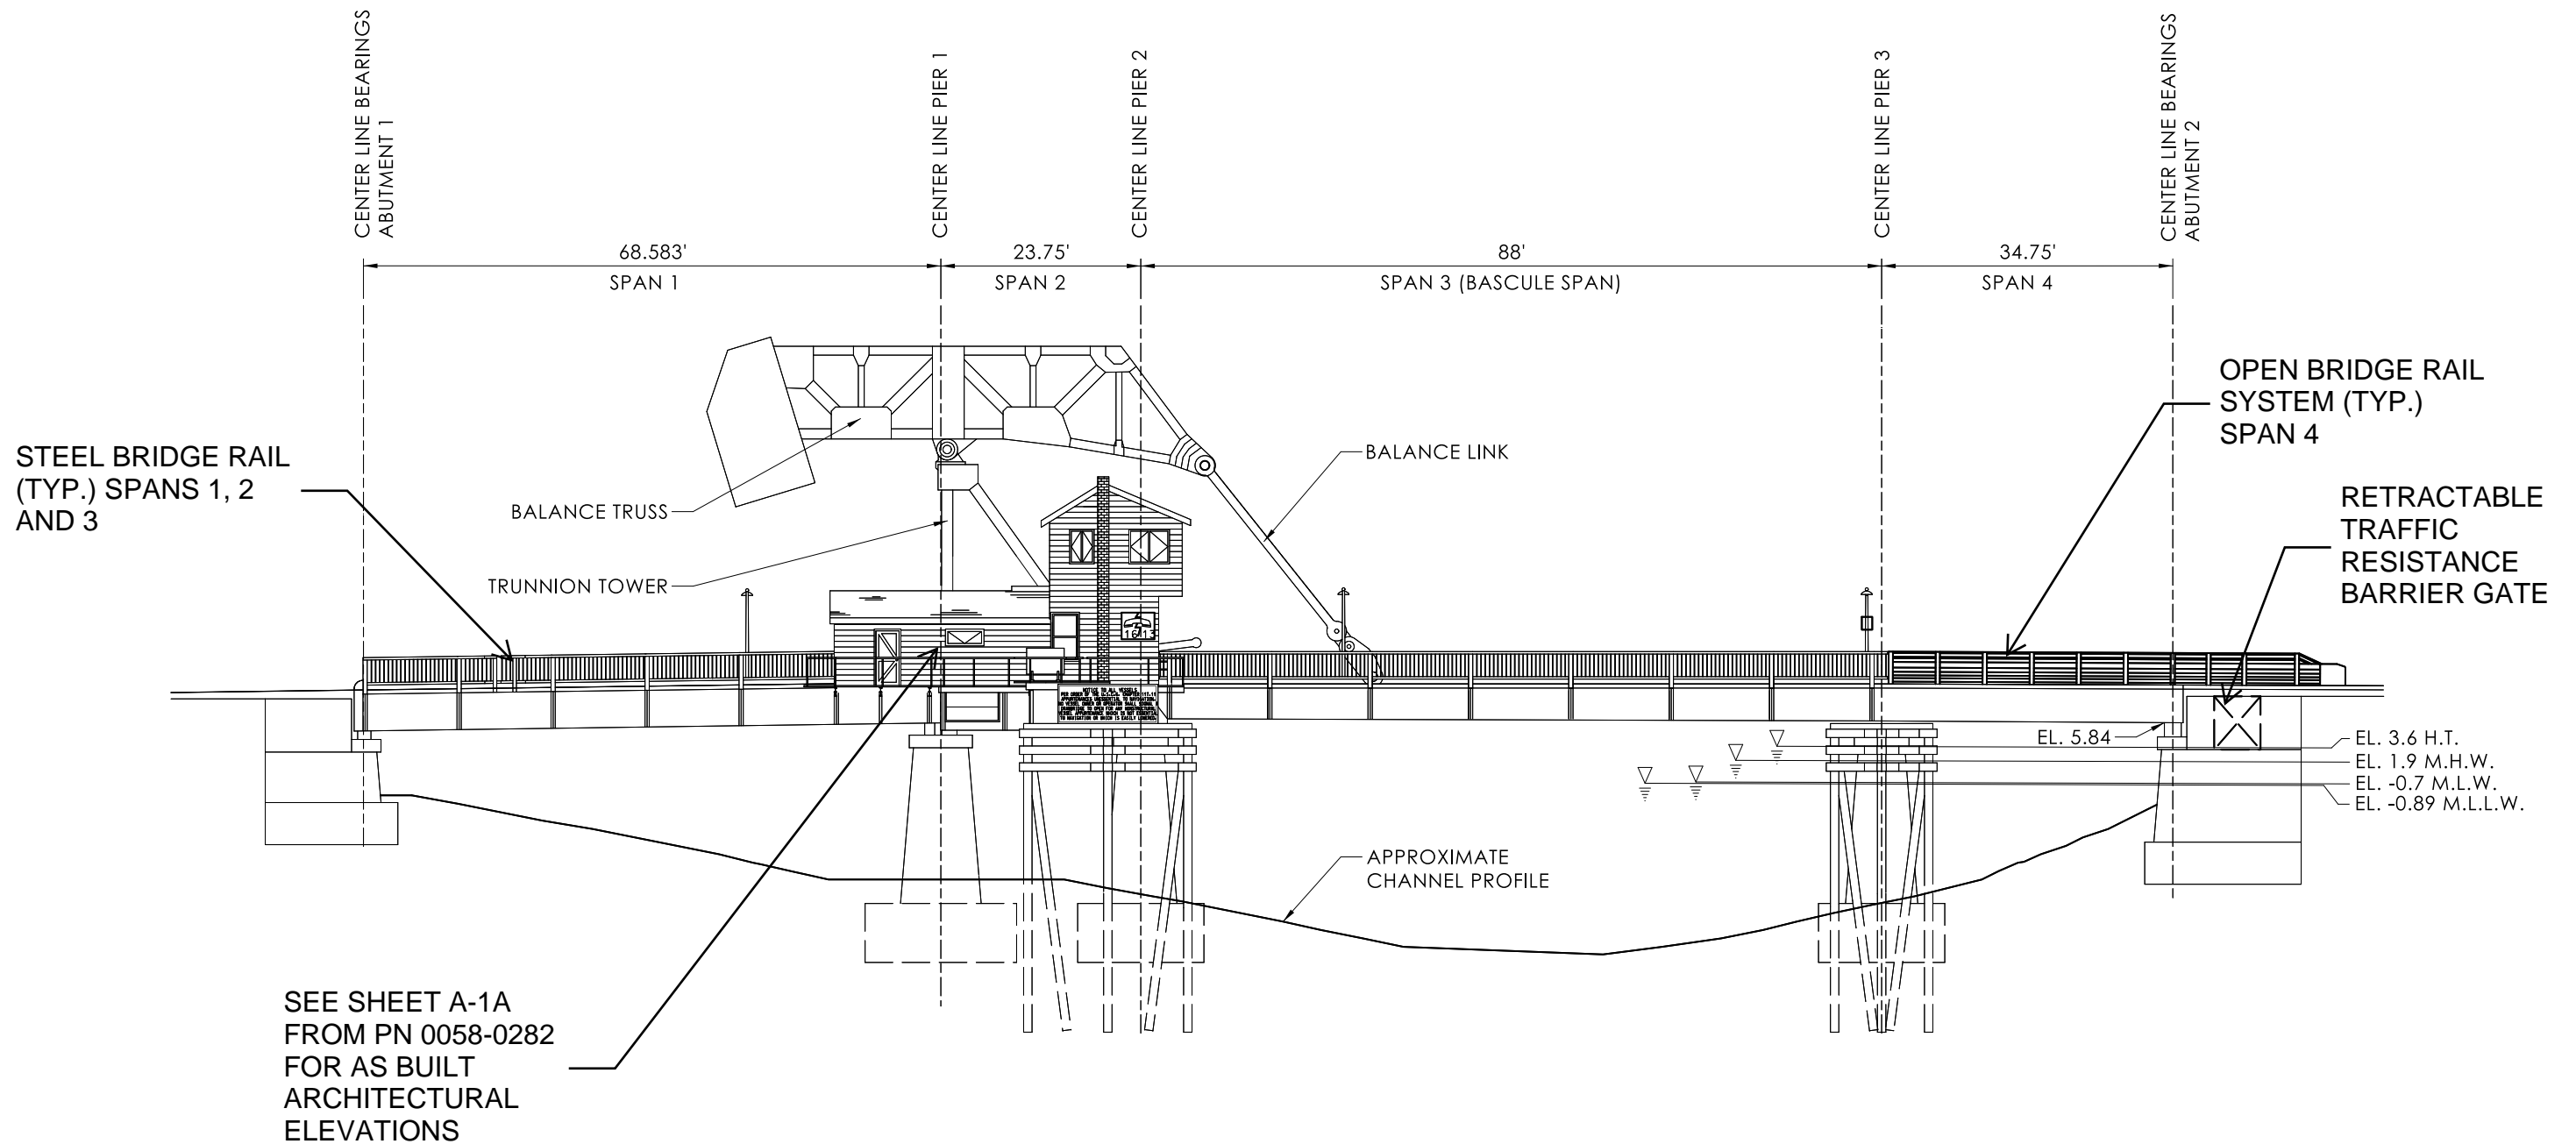 CENTER LINE BEARINGS
ABUTMENT 1
CENTER LINE PIER 1
CENTER LINE PIER 2
CENTER LINE PIER 3
CENTER LINE BEARINGS
ABUTMENT 2
68.583'
SPAN 1
23.75'
SPAN 2
88'
SPAN 3 (BASCULE SPAN)
34.75'
SPAN 4
OPEN BRIDGE RAIL
SYSTEM (TYP.)
SPAN 4
STEEL BRIDGE RAIL
(TYP.) SPANS 1, 2
AND 3
BALANCE LINK
BALANCE TRUSS
RETRACTABLE
TRAFFIC
RESISTANCE
BARRIER GATE
TRUNNION TOWER
NOTICE TO ALL VESSELS
EL. 5.84
EL. 3.6 H.T.
EL. 1.9 M.H.W.
EL. -0.7 M.L.W.
EL. -0.89 M.L.L.W.
APPROXIMATE
CHANNEL PROFILE
SEE SHEET A-1A
FROM PN 0058-0282
FOR AS BUILT
ARCHITECTURAL
ELEVATIONS